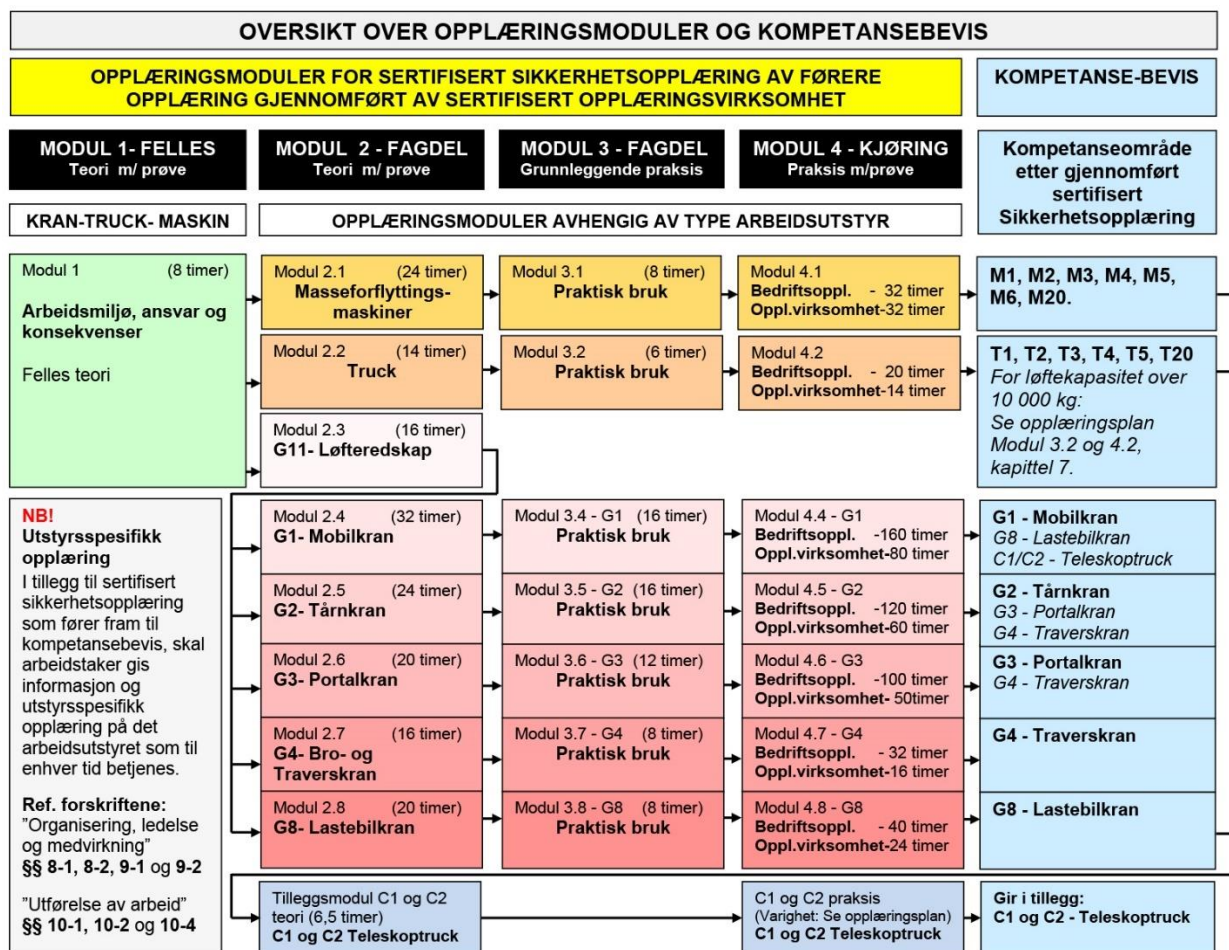 OVERSIKT OVER OPPLÆRINGSMODULER OG KOMPETANSEBEVIS
OPPLÆRINGSMODULER FOR SERTIFISERT SIKKERHETSOPPLÆRING AV FØRERE
OPPLÆRING GJENNOMFØRT AV SERTIFISERT OPPLÆRINGSVIRKSOMHET
KOMPETANSE-BEVIS
MODUL 1- FELLES
Teori m/ prøve
MODUL 2 - FAGDEL
Teori m/ prøve
MODUL 3 - FAGDEL
Grunnleggende praksis
MODUL 4 - KJØRING
Praksis m/prøve
Kompetanseområde
etter gjennomført
sertifisert
Sikkerhetsopplæring
KRAN-TRUCK- MASKIN
OPPLÆRINGSMODULER AVHENGIG AV TYPE ARBEIDSUTSTYR
Modul 1 (8 timer)
Arbeidsmiljø, ansvar og
konsekvenser
Felles teori
Modul 2.1 (24 timer)
Masseforflyttings-
maskiner
Modul 3.1 (8 timer)
Praktisk bruk
Modul 4.1
Bedriftsoppl. - 32 timer
Oppl.virksomhet-32 timer
M1, M2, M3, M4, M5,
M6, M20.
Modul 2.2 (14 timer)
Truck
Modul 3.2 (6 timer)
Praktisk bruk
Modul 4.2
Bedriftsoppl. - 20 timer
Oppl.virksomhet-14 timer
T1, T2, T3, T4, T5, T20
For løftekapasitet over
10 000 kg:
Se opplæringsplan
Modul 3.2 og 4.2,
kapittel 7.
Modul 2.3 (16 timer)
G11- Løfteredskap
NB!
Utstyrsspesifikk
opplæring
I tillegg til sertifisert
sikkerhetsopplæring
som fører fram til
kompetansebevis, skal
arbeidstaker gis
informasjon og
utstyrsspesifikk
opplæring på det
arbeidsutstyret som til
enhver tid betjenes.
Ref. forskriftene:
"Organisering, ledelse
og medvirkning"
§§ 8-1, 8-2, 9-1 og 9-2
"Utførelse av arbeid"
§§ 10-1, 10-2 og 10-4
Modul 2.4 (32 timer)
G1- Mobilkran
Modul 3.4 - G1 (16 timer)
Praktisk bruk
Modul 4.4 - G1
Bedriftsoppl. -160 timer
Oppl.virksomhet-80 timer
G1 - Mobilkran
G8 - Lastebilkran
C1/C2 - Teleskoptruck
Modul 2.5 (24 timer)
G2- Tårnkran
Modul 3.5 - G2 (16 timer)
Praktisk bruk
Modul 4.5 - G2
Bedriftsoppl. -120 timer
Oppl.virksomhet-60 timer
G2 - Tårnkran
G3 - Portalkran
G4 - Traverskran
Modul 2.6 (20 timer)
G3- Portalkran
Modul 3.6 - G3 (12 timer)
Praktisk bruk
Modul 4.6 - G3
Bedriftsoppl. -100 timer
Oppl.virksomhet- 50timer
G3 - Portalkran
G4 - Traverskran
Modul 2.7 (16 timer)
G4- Bro- og
Traverskran
Modul 3.7 - G4 (8 timer)
Praktisk bruk
Modul 4.7 - G4
Bedriftsoppl. - 32 timer
Oppl.virksomhet-16 timer
G4 - Traverskran
Modul 2.8 (20 timer)
G8- Lastebilkran
Modul 3.8 - G8 (8 timer)
Praktisk bruk
Modul 4.8 - G8
Bedriftsoppl. - 40 timer
Oppl.virksomhet-24 timer
G8 - Lastebilkran
Tilleggsmodul C1 og C2
teori (6,5 timer)
C1 og C2 Teleskoptruck
C1 og C2 praksis
(Varighet: Se opplæringsplan)
C1 og C2 Teleskoptruck
Gir i tillegg:
C1 og C2 - Teleskoptruck